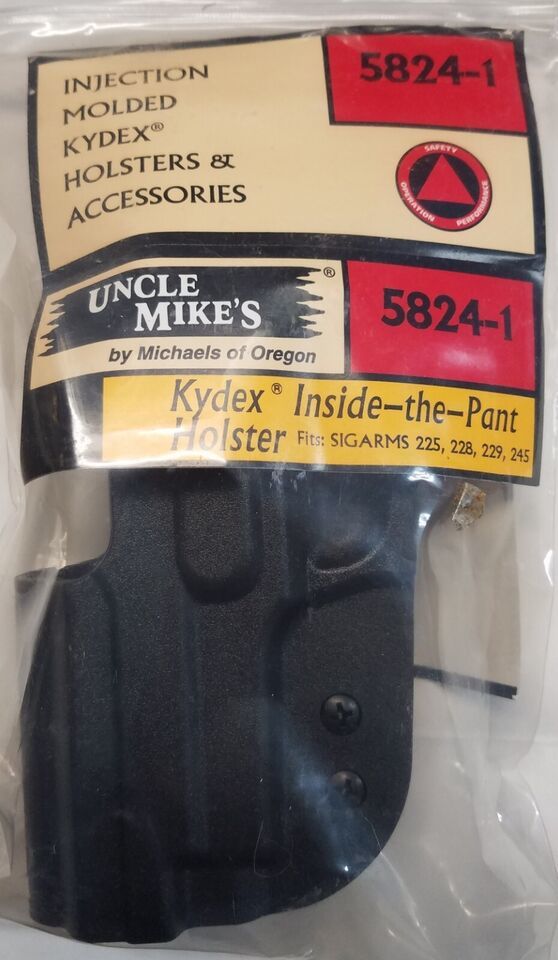 INJECTION
MOLDED
KYDEX®
HOLSTERS &
ACCESSORIES
5824-1
SAFETY
OPERATION
PERFORMANCE
UNCLE
MIKE'S
®
by Michaels of Oregon
5824-1
Kydex® Inside-the-Pant
Holster Fits: SIGARMS 225, 228, 229, 245